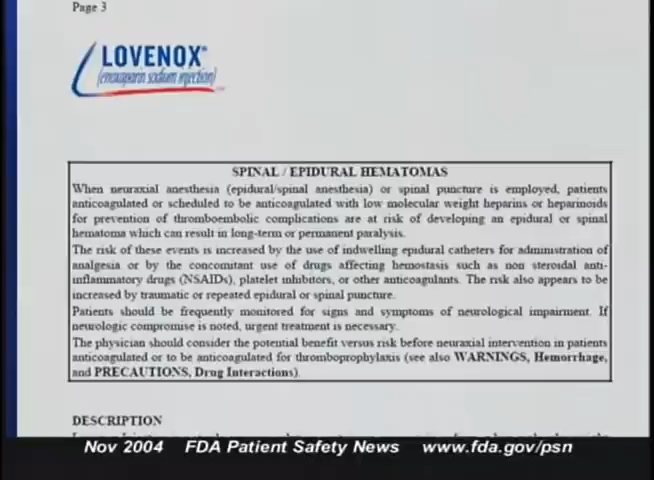 Page 3
LOVENOX®
(enoxaparin sodium injection)
SPINAL / EPIDURAL HEMATOMAS
When neuraxial anesthesia (epidural/spinal anesthesia) or spinal puncture is employed, patients
anticoagulated or scheduled to be anticoagulated with low molecular weight heparins or heparinoids
for prevention of thromboembolic complications are at risk of developing an epidural or spinal
hematoma which can result in long-term or permanent paralysis.
The risk of these events is increased by the use of indwelling epidural catheters for administration of
analgesia or by the concomitant use of drugs affecting hemostasis such as non steroidal anti-
inflammatory drugs (NSAIDs), platelet inhibitors, or other anticoagulants. The risk also appears to be
increased by traumatic or repeated epidural or spinal puncture.
Patients should be frequently monitored for signs and symptoms of neurological impairment. If
neurologic compromise is noted, urgent treatment is necessary.
The physician should consider the potential benefit versus risk before neuraxial intervention in patients
anticoagulated or to be anticoagulated for thromboprophylaxis (see also WARNINGS, Hemorrhage,
and PRECAUTIONS, Drug Interactions).
DESCRIPTION
Nov 2004 FDA Patient Safety News www.fda.gov/psn